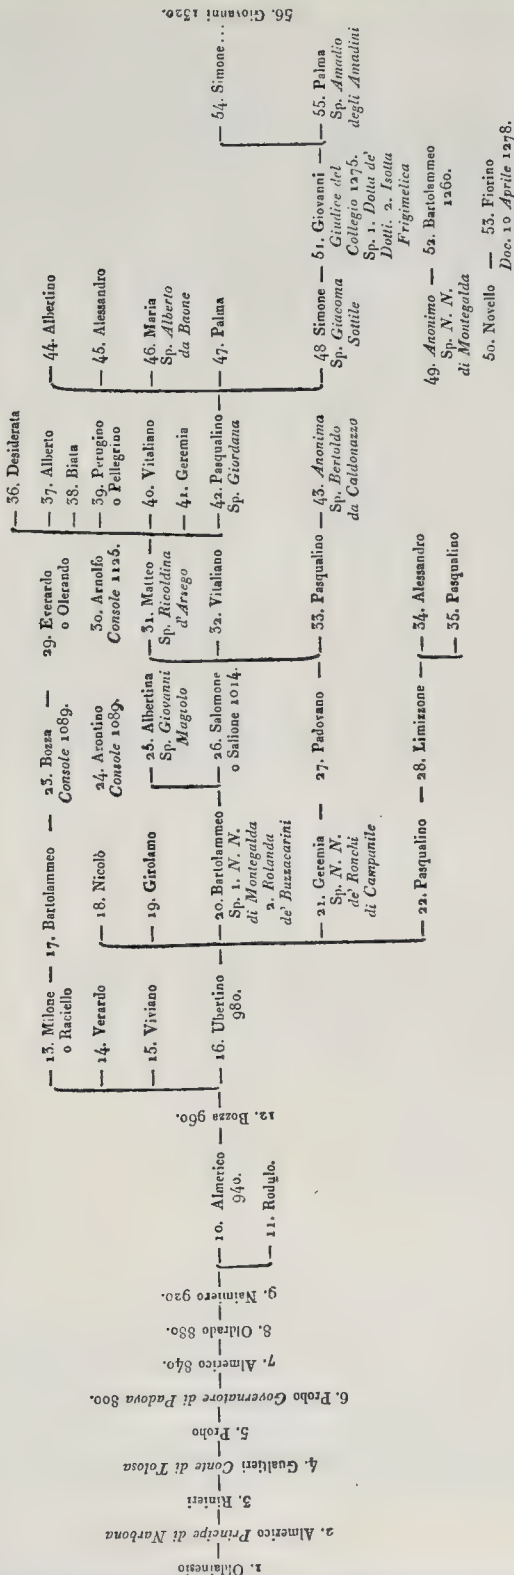 1. Oldainesio
2. Almerico Principe di Narbona
3. Rinieri
4. Gualtieri Conte di Tolosa
5. Probo
6. Probo Governatore di Padova 800.
7. Almerico 840.
8. Oldrado 880.
9. Naimiero 920.
10. Almerico
940.
11. Rodulo.
12. Bozza 960.
13. Milone
o Raciello
14. Verardo
15. Viviano
16. Ubertino
980.
17. Bartolammeo
18. Nicolò
19. Girolamo
20. Bartolammeo
Sp. 1. N. N.
di Montegalda
2. Rolanda
de' Buzzacarini
21. Geremia
Sp. N. N.
de' Ronchi
di Campanile
22. Pasqualino
23. Bozza
Console 1089.
24. Arontino
Console 1089.
25. Albertina
Sp. Giovanni
Magiolo
26. Salomone
o Salione 1014.
27. Padovano
28. Limizzone
29. Everardo
o Olerando
30. Arnolfo
Console 1125.
31. Matteo
Sp. Ricoldina
d'Arsego
32. Vitaliano
33. Pasqualino
34. Alessandro
35. Pasqualino
36. Desiderata
37. Alberto
38. Biata
39. Perugino
o Pellegrino
40. Vitaliano
41. Geremia
42. Pasqualino
Sp. Giordana
43. Anonima
Sp. Bertoldo
da Caldonazzo
44. Albertino
45. Alessandro
46. Maria
Sp. Alberto
da Baone
47. Palma
48 Simone
Sp. Giacoma
Sottile
49. Anonimo
Sp. N. N.
di Montegalda
50. Novello
51. Giovanni
Giudice del
Collegio 1275.
Sp. 1. Dotta de'
Dotti. 2. Isotta
Frigimelica
52. Bartolammeo
1260.
53. Fiorino
Doc. 10 Aprile 1278.
54. Simone...
55. Palma
Sp. Amadio
degli Amadini
56. Giovanni 1320.